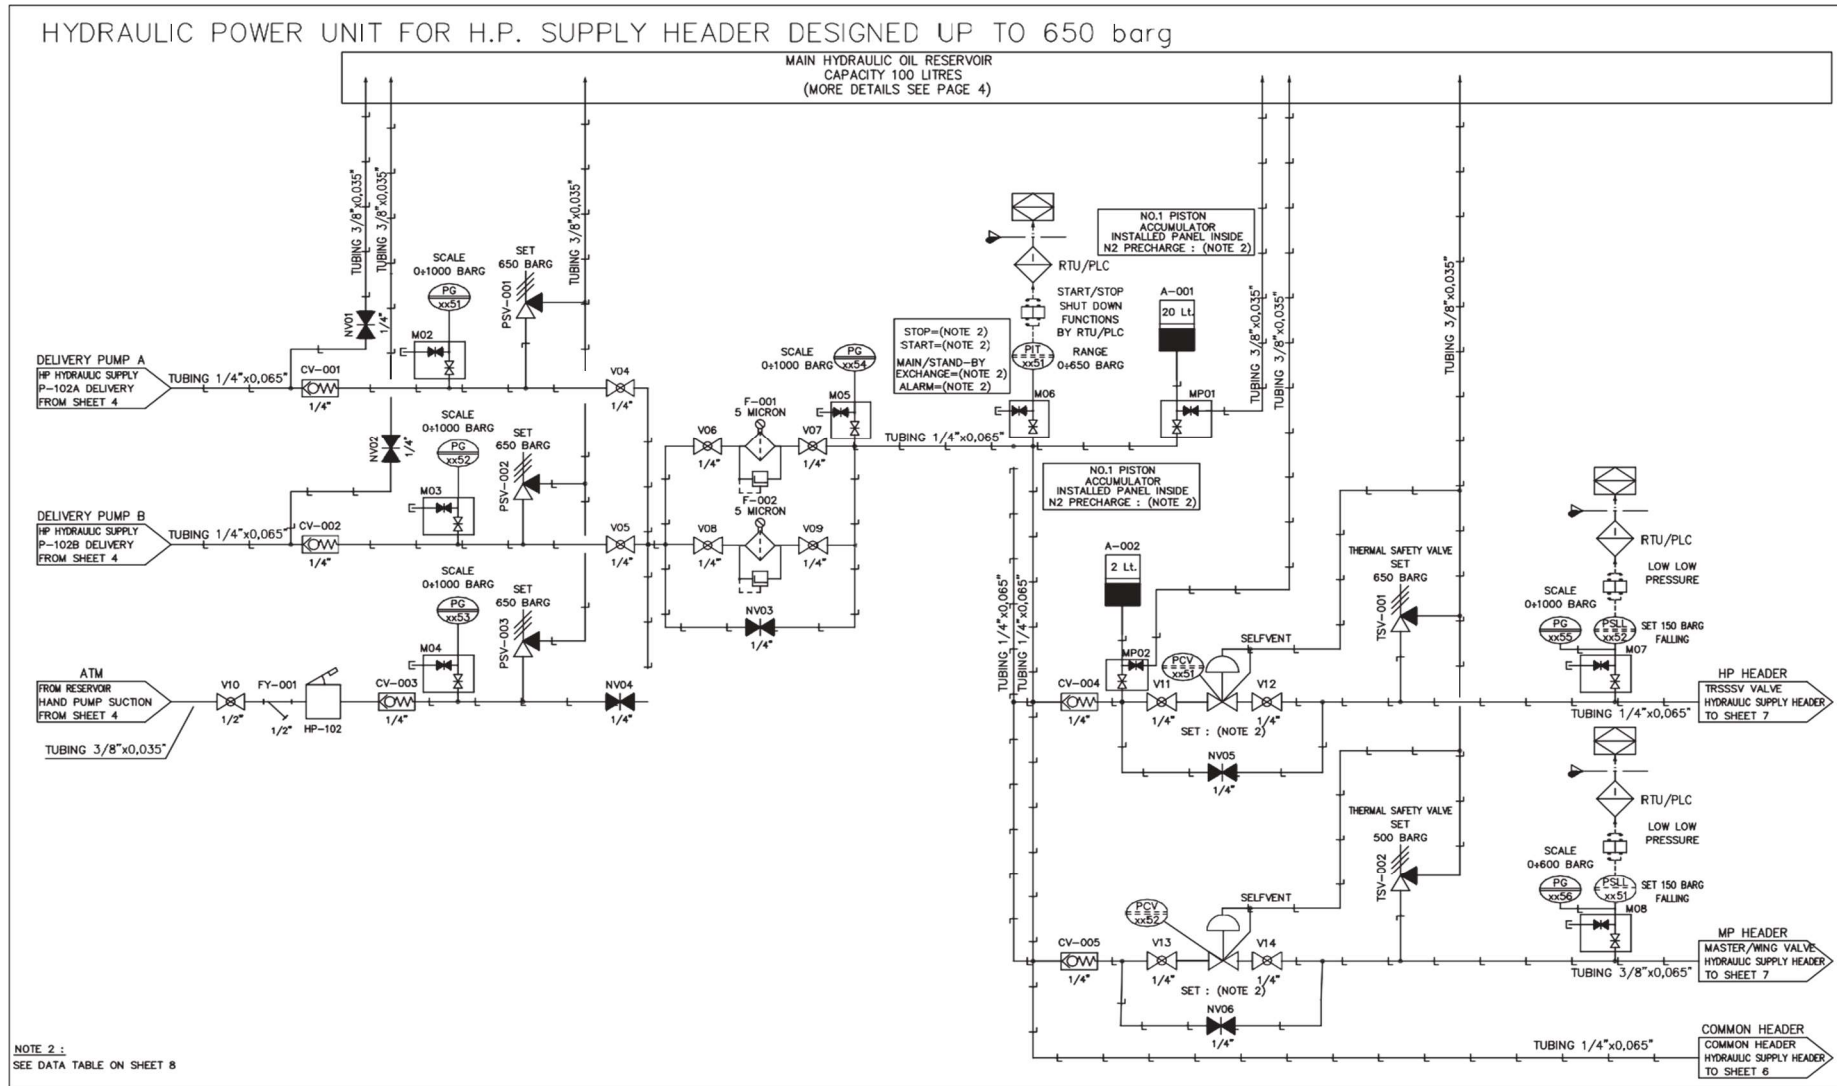 HYDRAULIC POWER UNIT FOR H.P. SUPPLY HEADER DESIGNED UP TO 650 barg
MAIN HYDRAULIC OIL RESERVOIR
CAPACITY 100 LITRES
(MORE DETAILS SEE PAGE 4)
TUBING 3/8"x0,035"
TUBING 3/8"x0,035"
TUBING 3/8"x0,035"
NV01
1/4"
SCALE
0÷1000 BARG
PG
xx51
M02
SET
650 BARG
PSV-001
DELIVERY PUMP A
HP HYDRAULIC SUPPLY
P-102A DELIVERY
FROM SHEET 4
TUBING 1/4"x0,065"
CV-001
1/4"
V04
1/4"
NV02
1/4"
SCALE
0÷1000 BARG
PG
xx52
M03
SET
650 BARG
PSV-002
DELIVERY PUMP B
HP HYDRAULIC SUPPLY
P-102B DELIVERY
FROM SHEET 4
TUBING 1/4"x0,065"
CV-002
1/4"
V05
1/4"
SCALE
0÷1000 BARG
PG
xx53
M04
SET
650 BARG
PSV-003
ATM
FROM RESERVOIR
HAND PUMP SUCTION
FROM SHEET 4
TUBING 3/8"x0,035"
V10
1/2"
FY-001
1/2"
HP-102
CV-003
1/4"
NV04
1/4"
F-001
5 MICRON
V06
1/4"
V07
1/4"
F-002
5 MICRON
V08
1/4"
V09
1/4"
NV03
1/4"
SCALE
0÷1000 BARG
PG
xx54
M05
TUBING 1/4"x0,065"
STOP=(NOTE 2)
START=(NOTE 2)
MAIN/STAND-BY
EXCHANGE=(NOTE 2)
ALARM=(NOTE 2)
RTU/PLC
START/STOP
SHUT DOWN
FUNCTIONS
BY RTU/PLC
PIT
xx51
RANGE
0÷650 BARG
M06
NO.1 PISTON
ACCUMULATOR
INSTALLED PANEL INSIDE
N2 PRECHARGE : (NOTE 2)
A-001
20 Lt.
MP01
TUBING 3/8"x0,035"
TUBING 3/8"x0,035"
TUBING 3/8"x0,035"
NO.1 PISTON
ACCUMULATOR
INSTALLED PANEL INSIDE
N2 PRECHARGE : (NOTE 2)
A-002
2 Lt.
MP02
TUBING 1/4"x0,065"
TUBING 1/4"x0,065"
CV-004
1/4"
V11
1/4"
PCV
xx51
SELFVENT
V12
1/4"
SET : (NOTE 2)
NV05
1/4"
THERMAL SAFETY VALVE
SET
650 BARG
TSV-001
RTU/PLC
LOW LOW
PRESSURE
SCALE
0÷1000 BARG
PG
xx55
PSLL
xx52
SET 150 BARG
FALLING
M07
TUBING 1/4"x0,065"
HP HEADER
TRSSSV VALVE
HYDRAULIC SUPPLY HEADER
TO SHEET 7
THERMAL SAFETY VALVE
SET
500 BARG
TSV-002
RTU/PLC
LOW LOW
PRESSURE
SCALE
0÷600 BARG
PG
xx56
PSLL
xx51
SET 150 BARG
FALLING
M08
CV-005
1/4"
PCV
xx52
SELFVENT
V13
1/4"
V14
1/4"
SET : (NOTE 2)
NV06
1/4"
TUBING 3/8"x0,065"
MP HEADER
MASTER/WING VALVE
HYDRAULIC SUPPLY HEADER
TO SHEET 7
TUBING 1/4"x0,065"
COMMON HEADER
COMMON HEADER
HYDRAULIC SUPPLY HEADER
TO SHEET 6
NOTE 2 :
SEE DATA TABLE ON SHEET 8